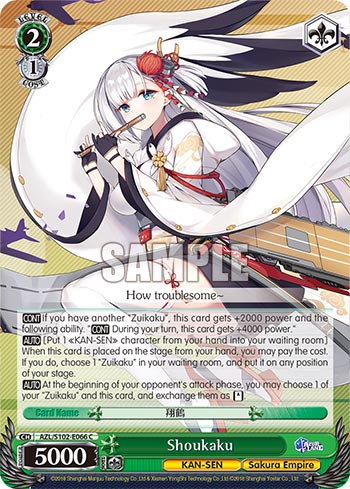 LEVEL
2
1
COST
SAMPLE
How troublesome~
CONT If you have another "Zuikaku", this card gets +2000 power and the
following ability. "CONT During your turn, this card gets +4000 power."
AUTO [Put 1 «KAN-SEN» character from your hand into your waiting room]
When this card is placed on the stage from your hand, you may pay the cost.
If you do, choose 1 "Zuikaku" in your waiting room, and put it on any position
of your stage.
AUTO At the beginning of your opponent's attack phase, you may choose 1 of
your "Zuikaku" and this card, and exchange them as
Card Name
翔鶴
CH AZL/S102-E066 C
Shoukaku
POWER
5000
KAN-SEN
Sakura Empire